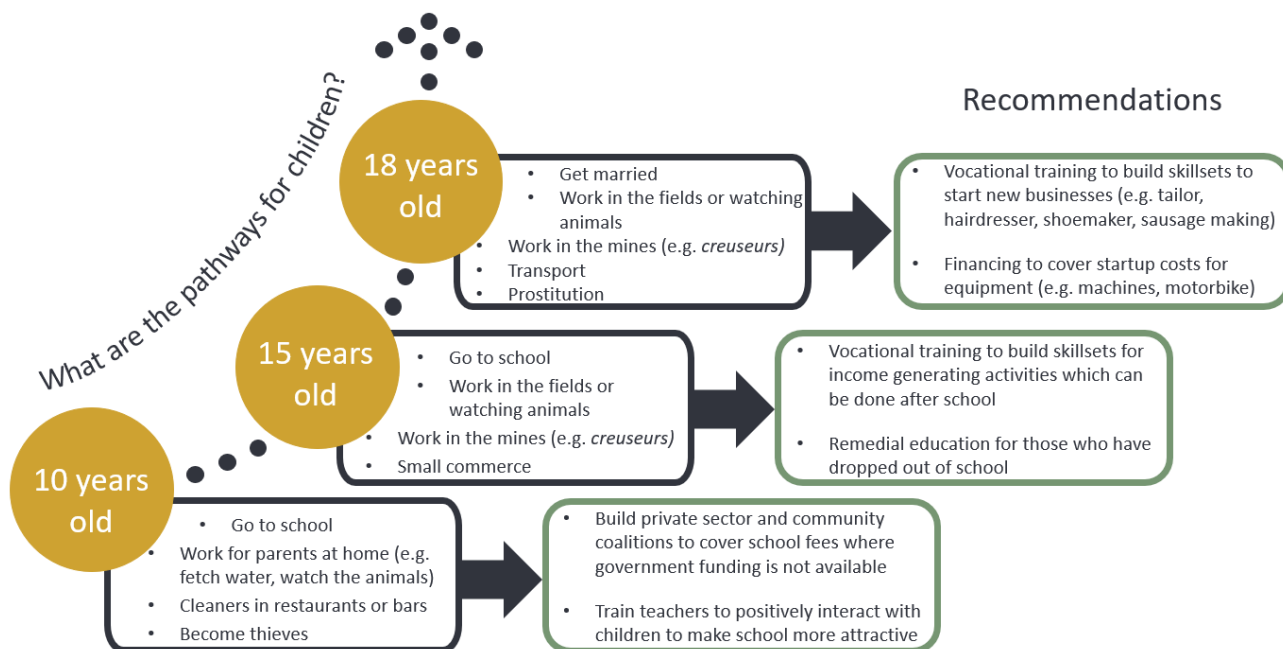 What are the pathways for children?
Recommendations
18 years
old
• Get married
• Work in the fields or watching
animals
• Work in the mines (e.g. creuseurs)
• Transport
• Prostitution
• Vocational training to build skillsets to
start new businesses (e.g. tailor,
hairdresser, shoemaker, sausage making)
• Financing to cover startup costs for
equipment (e.g. machines, motorbike)
15 years
old
• Go to school
• Work in the fields or
watching animals
• Work in the mines (e.g. creuseurs)
• Small commerce
• Vocational training to build skillsets for
income generating activities which can
be done after school
• Remedial education for those who have
dropped out of school
10 years
old
• Go to school
• Work for parents at home (e.g.
fetch water, watch the animals)
• Cleaners in restaurants or bars
• Become thieves
• Build private sector and community
coalitions to cover school fees where
government funding is not available
• Train teachers to positively interact with
children to make school more attractive